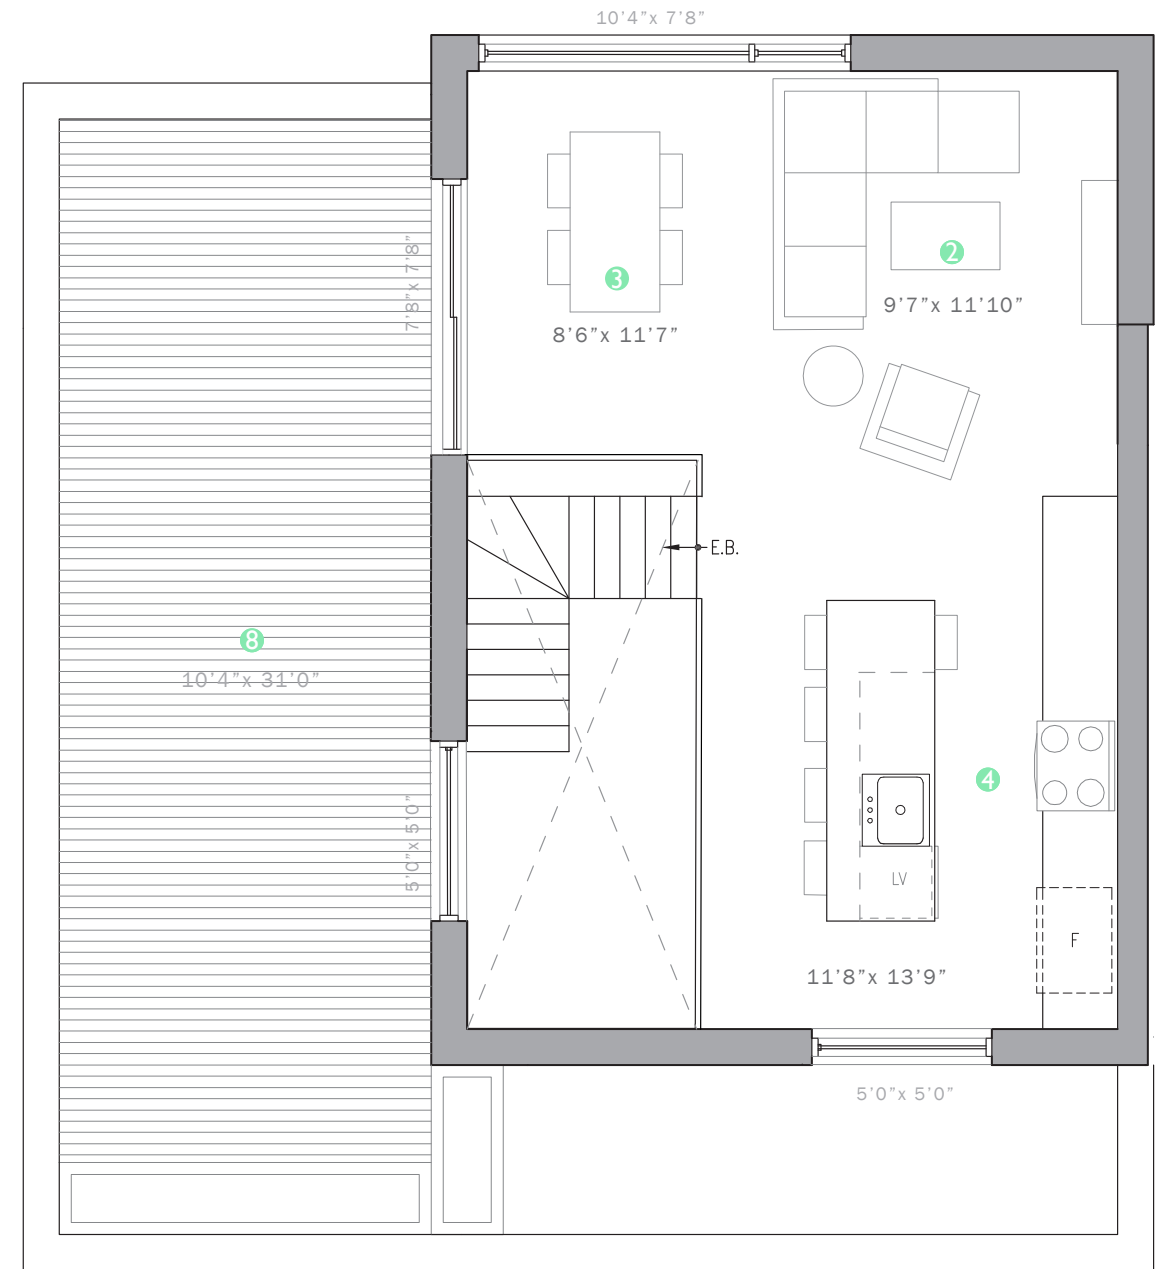 10'4"x 7'8"
2
3
9'7"x 11'10"
7'8"x 7'8"
8'6"x 11'7"
E.B.
8
10'4"x 31'0"
4
5'0"x 5'0"
LV
F
11'8"x 13'9"
5'0"x 5'0"